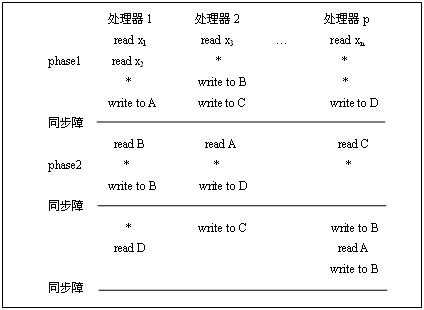 处理器 1 处理器 2 处理器 p
read x1 read x3 … read xn
phase1 read x2 * *
* write to B *
write to A write to C write to D
同步障
read B read A read C
phase2 * * *
write to B write to D
同步障
* write to C write to B
read D read A
write to B
同步障